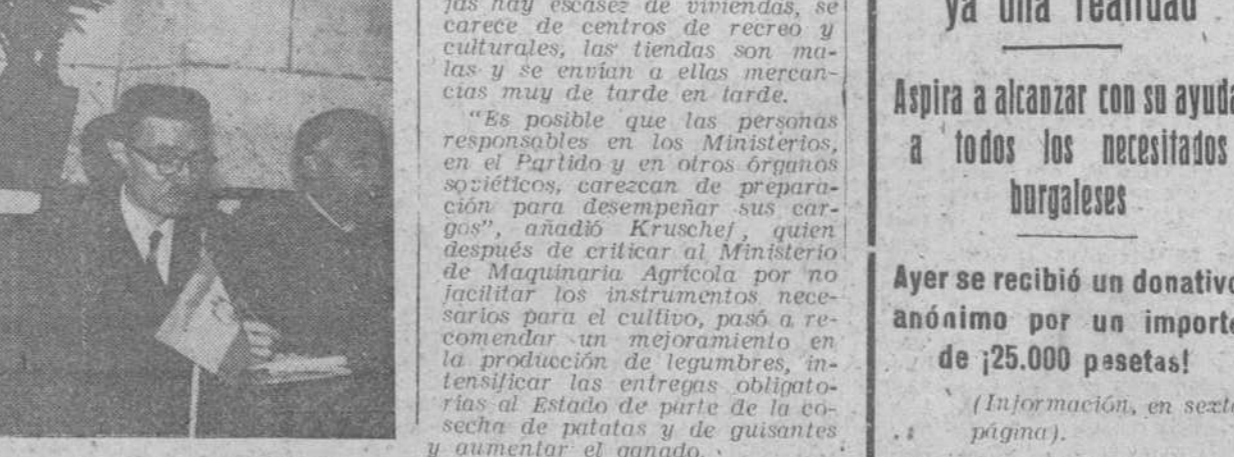 jas hay escasez de viviendas, se
carece de centros de recreo y
culturales, las tiendas son ma-
las y se envían a ellas mercan-
cías muy de tarde en tarde.
"Es posible que las personas
responsables en los Ministerios,
en el Partido y en otros órganos
soviéticos, carezcan de prepara-
ción para desempeñar sus car-
gos", añadió Kruschef, quien
después de criticar al Ministerio
de Maquinaria Agrícola por no
facilitar los instrumentos nece-
sarios para el cultivo, pasó a re-
comendar un mejoramiento en
la producción de legumbres, in-
tensificar las entregas obligato-
rias al Estado de parte de la co-
secha de patatas y de guisantes
y aumentar el ganado.
ya una realidad
Aspira a alcanzar con su ayuda
a todos los necesitados
burgaleses
Ayer se recibió un donativo
anónimo por un importe
de ¡25.000 pesetas!
(Información, en sexta
página).